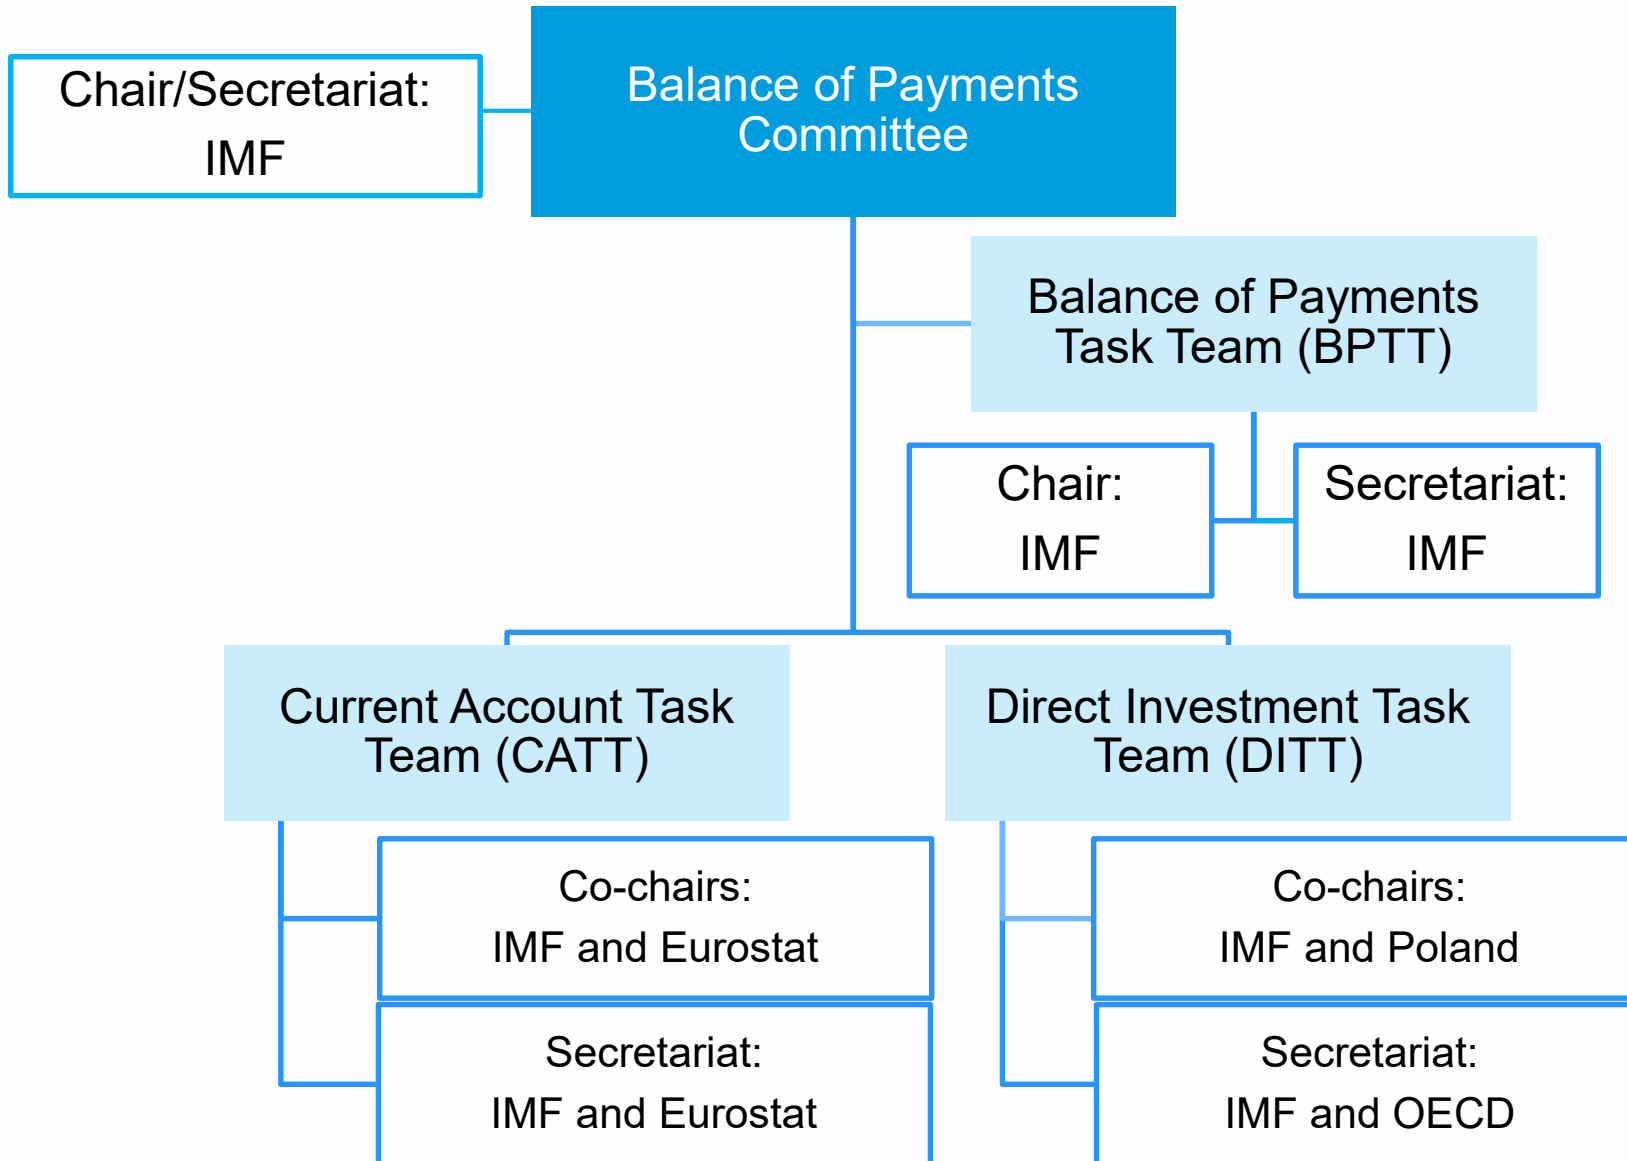 Chair/Secretariat:
IMF
Balance of Payments
Committee
Balance of Payments
Task Team (BPTT)
Chair:
IMF
Secretariat:
IMF
Current Account Task
Team (CATT)
Direct Investment Task
Team (DITT)
Co-chairs:
IMF and Eurostat
Co-chairs:
IMF and Poland
Secretariat:
IMF and Eurostat
Secretariat:
IMF and OECD